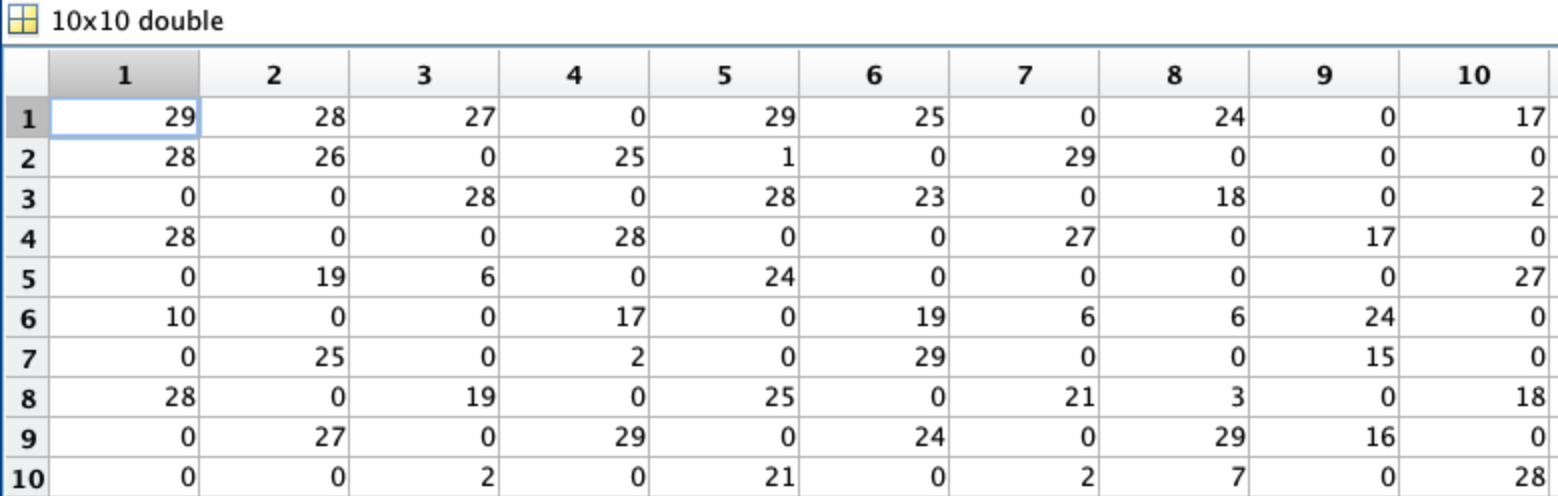 10x10 double
1 2 3 4 5 6 7 8 9 10
1 29 28 27 0 29 25 0 24 0 17
2 28 26 0 25 1 0 29 0 0 0
3 0 0 28 0 28 23 0 18 0 2
4 28 0 0 28 0 0 27 0 17 0
5 0 19 6 0 24 0 0 0 0 27
6 10 0 0 17 0 19 6 6 24 0
7 0 25 0 2 0 29 0 0 15 0
8 28 0 19 0 25 0 21 3 0 18
9 0 27 0 29 0 24 0 29 16 0
10 0 0 2 0 21 0 2 7 0 28